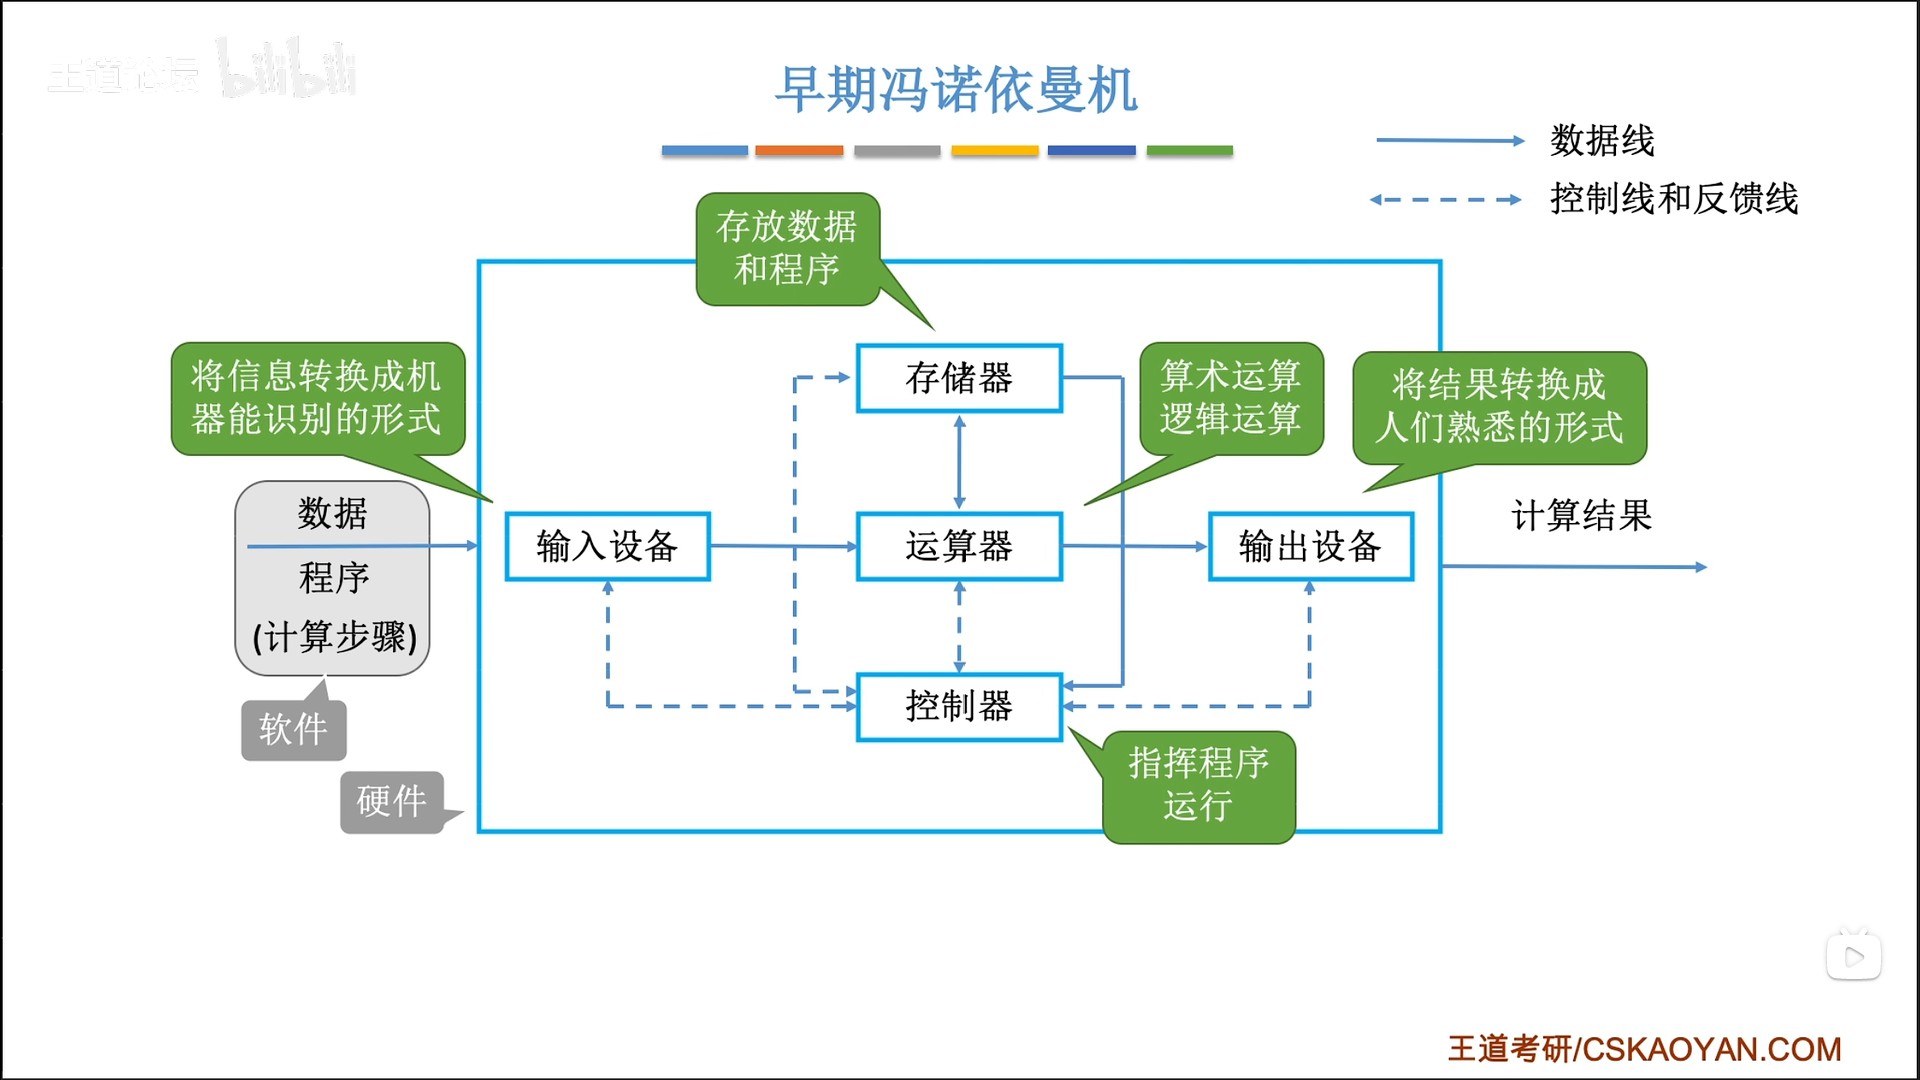 王道论坛 bilibili
早期冯诺依曼机
数据线
控制线和反馈线
存放数据
和程序
将信息转换成机
器能识别的形式
存储器
算术运算
逻辑运算
将结果转换成
人们熟悉的形式
数据
程序
(计算步骤)
输入设备
运算器
输出设备
计算结果
软件
硬件
控制器
指挥程序
运行
王道考研/CSKAOYAN.COM